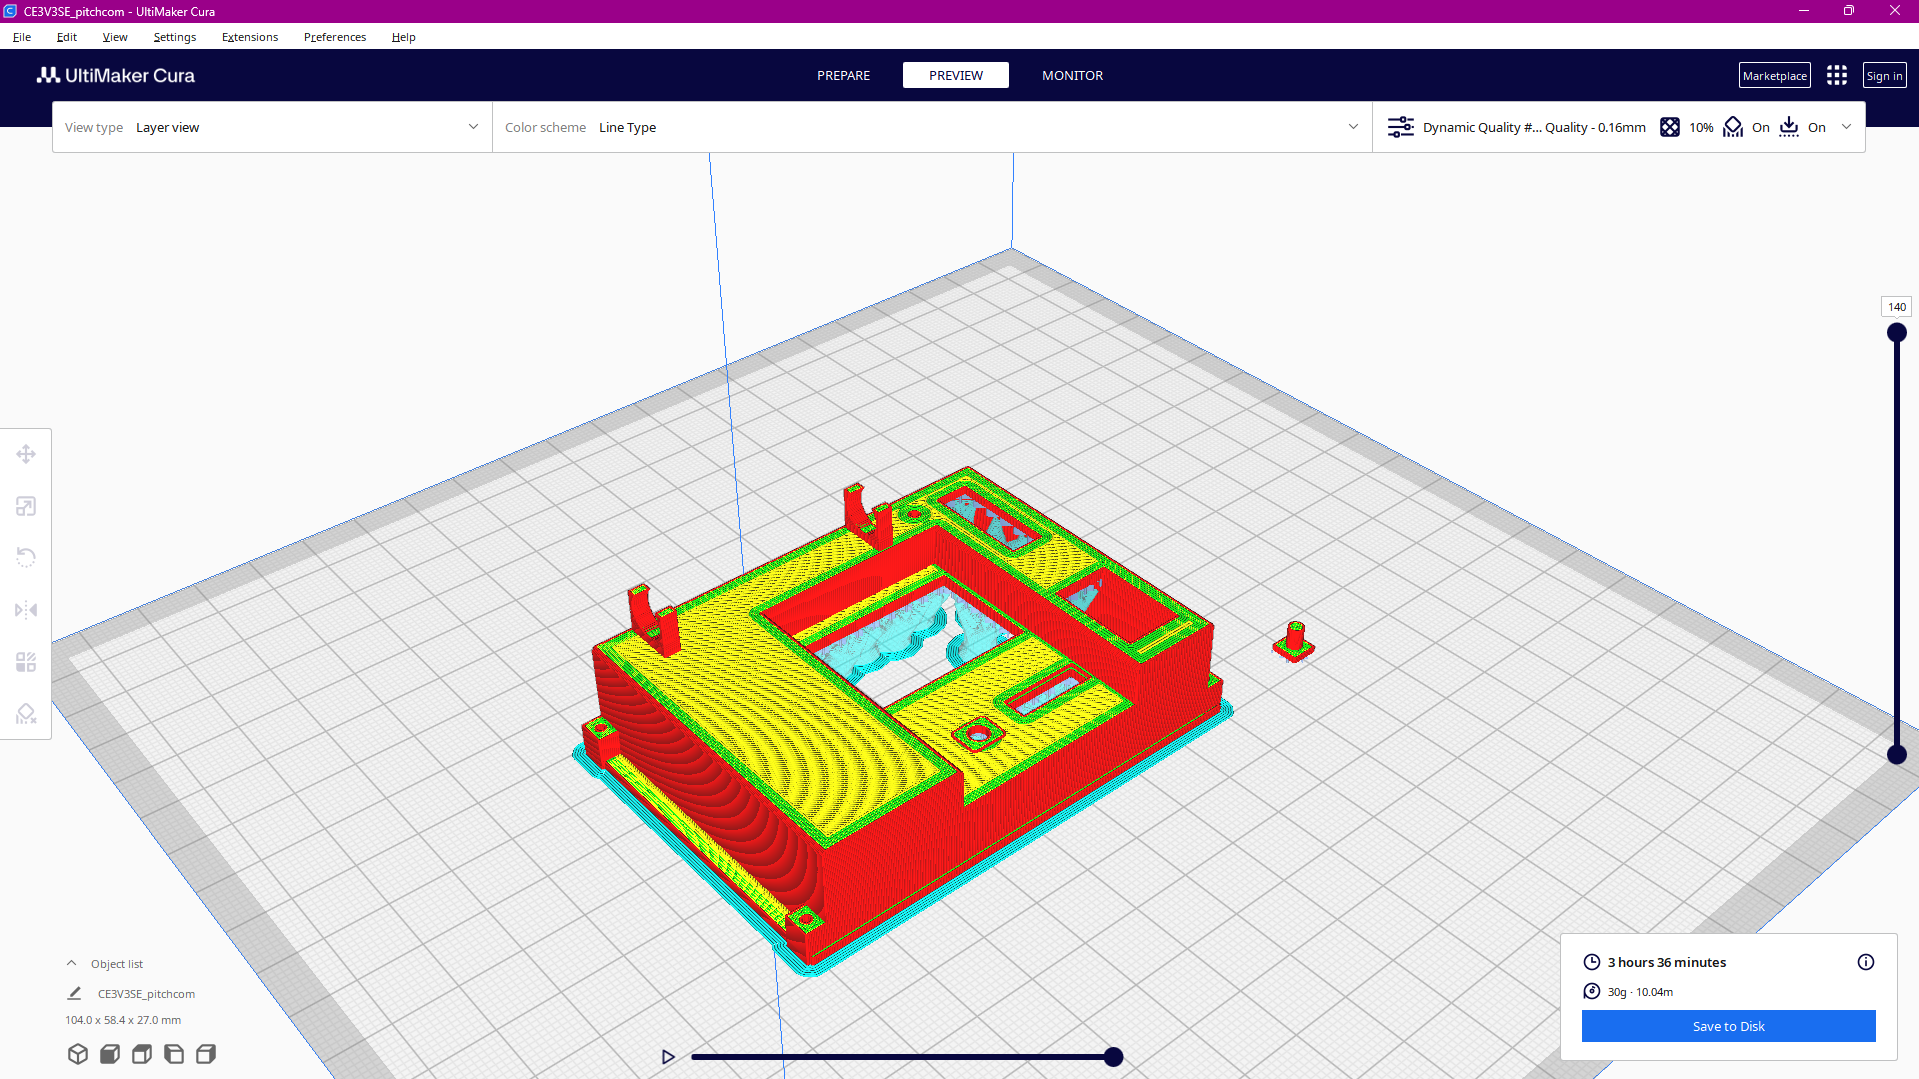 CE3V3SE_pitchcom - UltiMaker Cura
File Edit View Settings Extensions Preferences Help
UltiMaker Cura PREPARE PREVIEW MONITOR Marketplace Sign in
View type Layer view Color scheme Line Type Dynamic Quality #... Quality - 0.16mm 10% On On
140
Object list
CE3V3SE_pitchcom
104.0 x 58.4 x 27.0 mm
3 hours 36 minutes
30g · 10.04m
Save to Disk